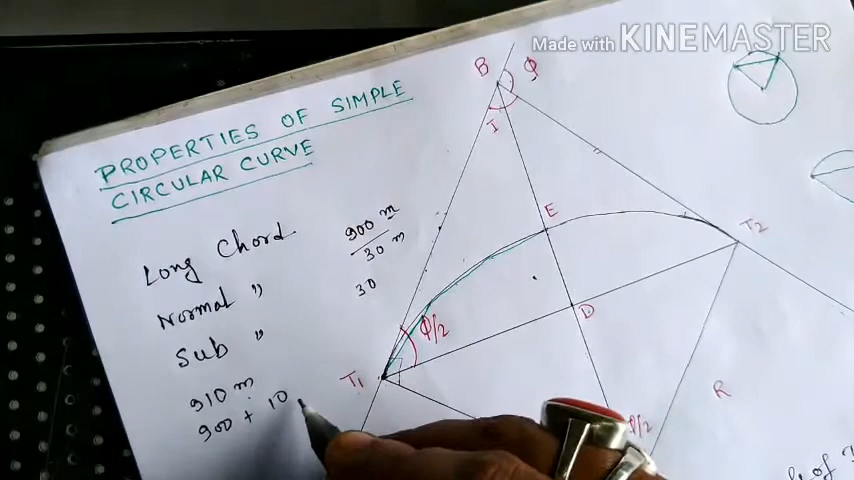 Made with KINEMASTER
PROPERTIES OF SIMPLE
CIRCULAR CURVE
Long Chord 900 m
30 m
Normal " 30
Sub "
910 m
900 + 10
B
φ
I
E
T2
D
φ/2
T1
R
φ/2
of